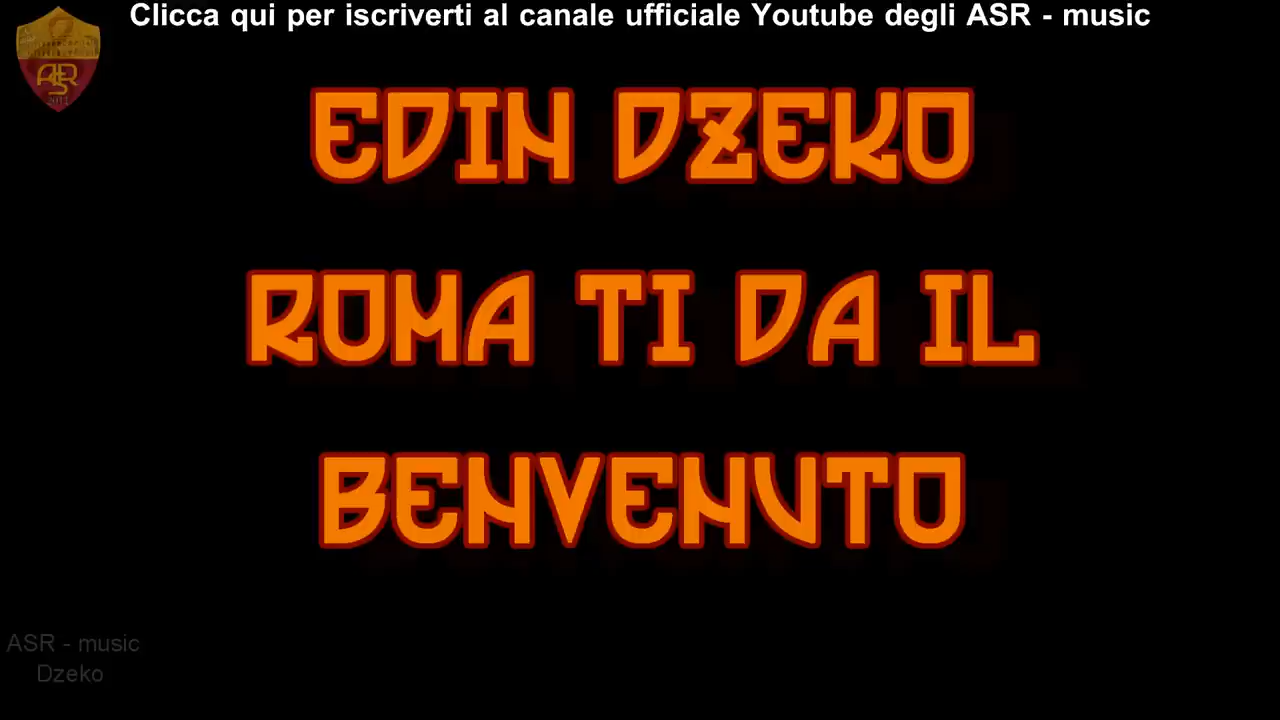 Clicca qui per iscriverti al canale ufficiale Youtube degli ASR - music
EDIN DZEKO
ROMA TI DA IL
BENVENUTO
ASR - music
Dzeko